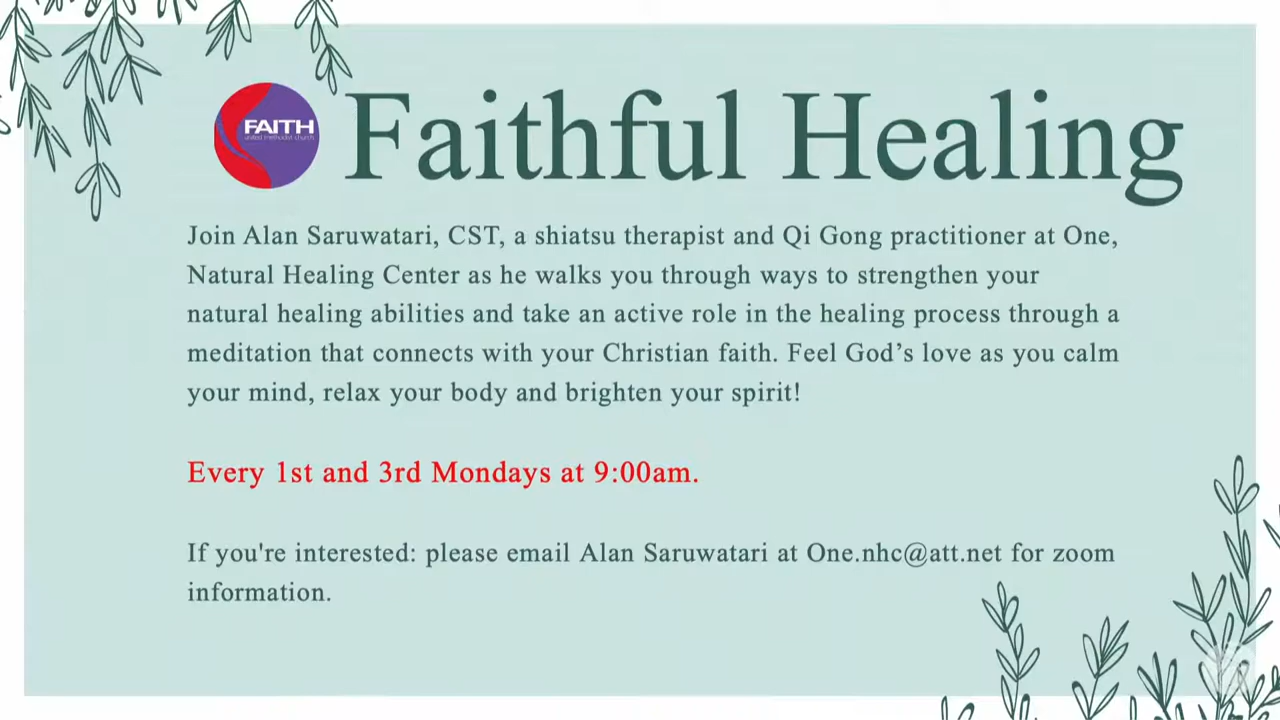 FAITH
united methodist church
Faithful Healing
Join Alan Saruwatari, CST, a shiatsu therapist and Qi Gong practitioner at One,
Natural Healing Center as he walks you through ways to strengthen your
natural healing abilities and take an active role in the healing process through a
meditation that connects with your Christian faith. Feel God’s love as you calm
your mind, relax your body and brighten your spirit!
Every 1st and 3rd Mondays at 9:00am.
If you're interested: please email Alan Saruwatari at One.nhc@att.net for zoom
information.